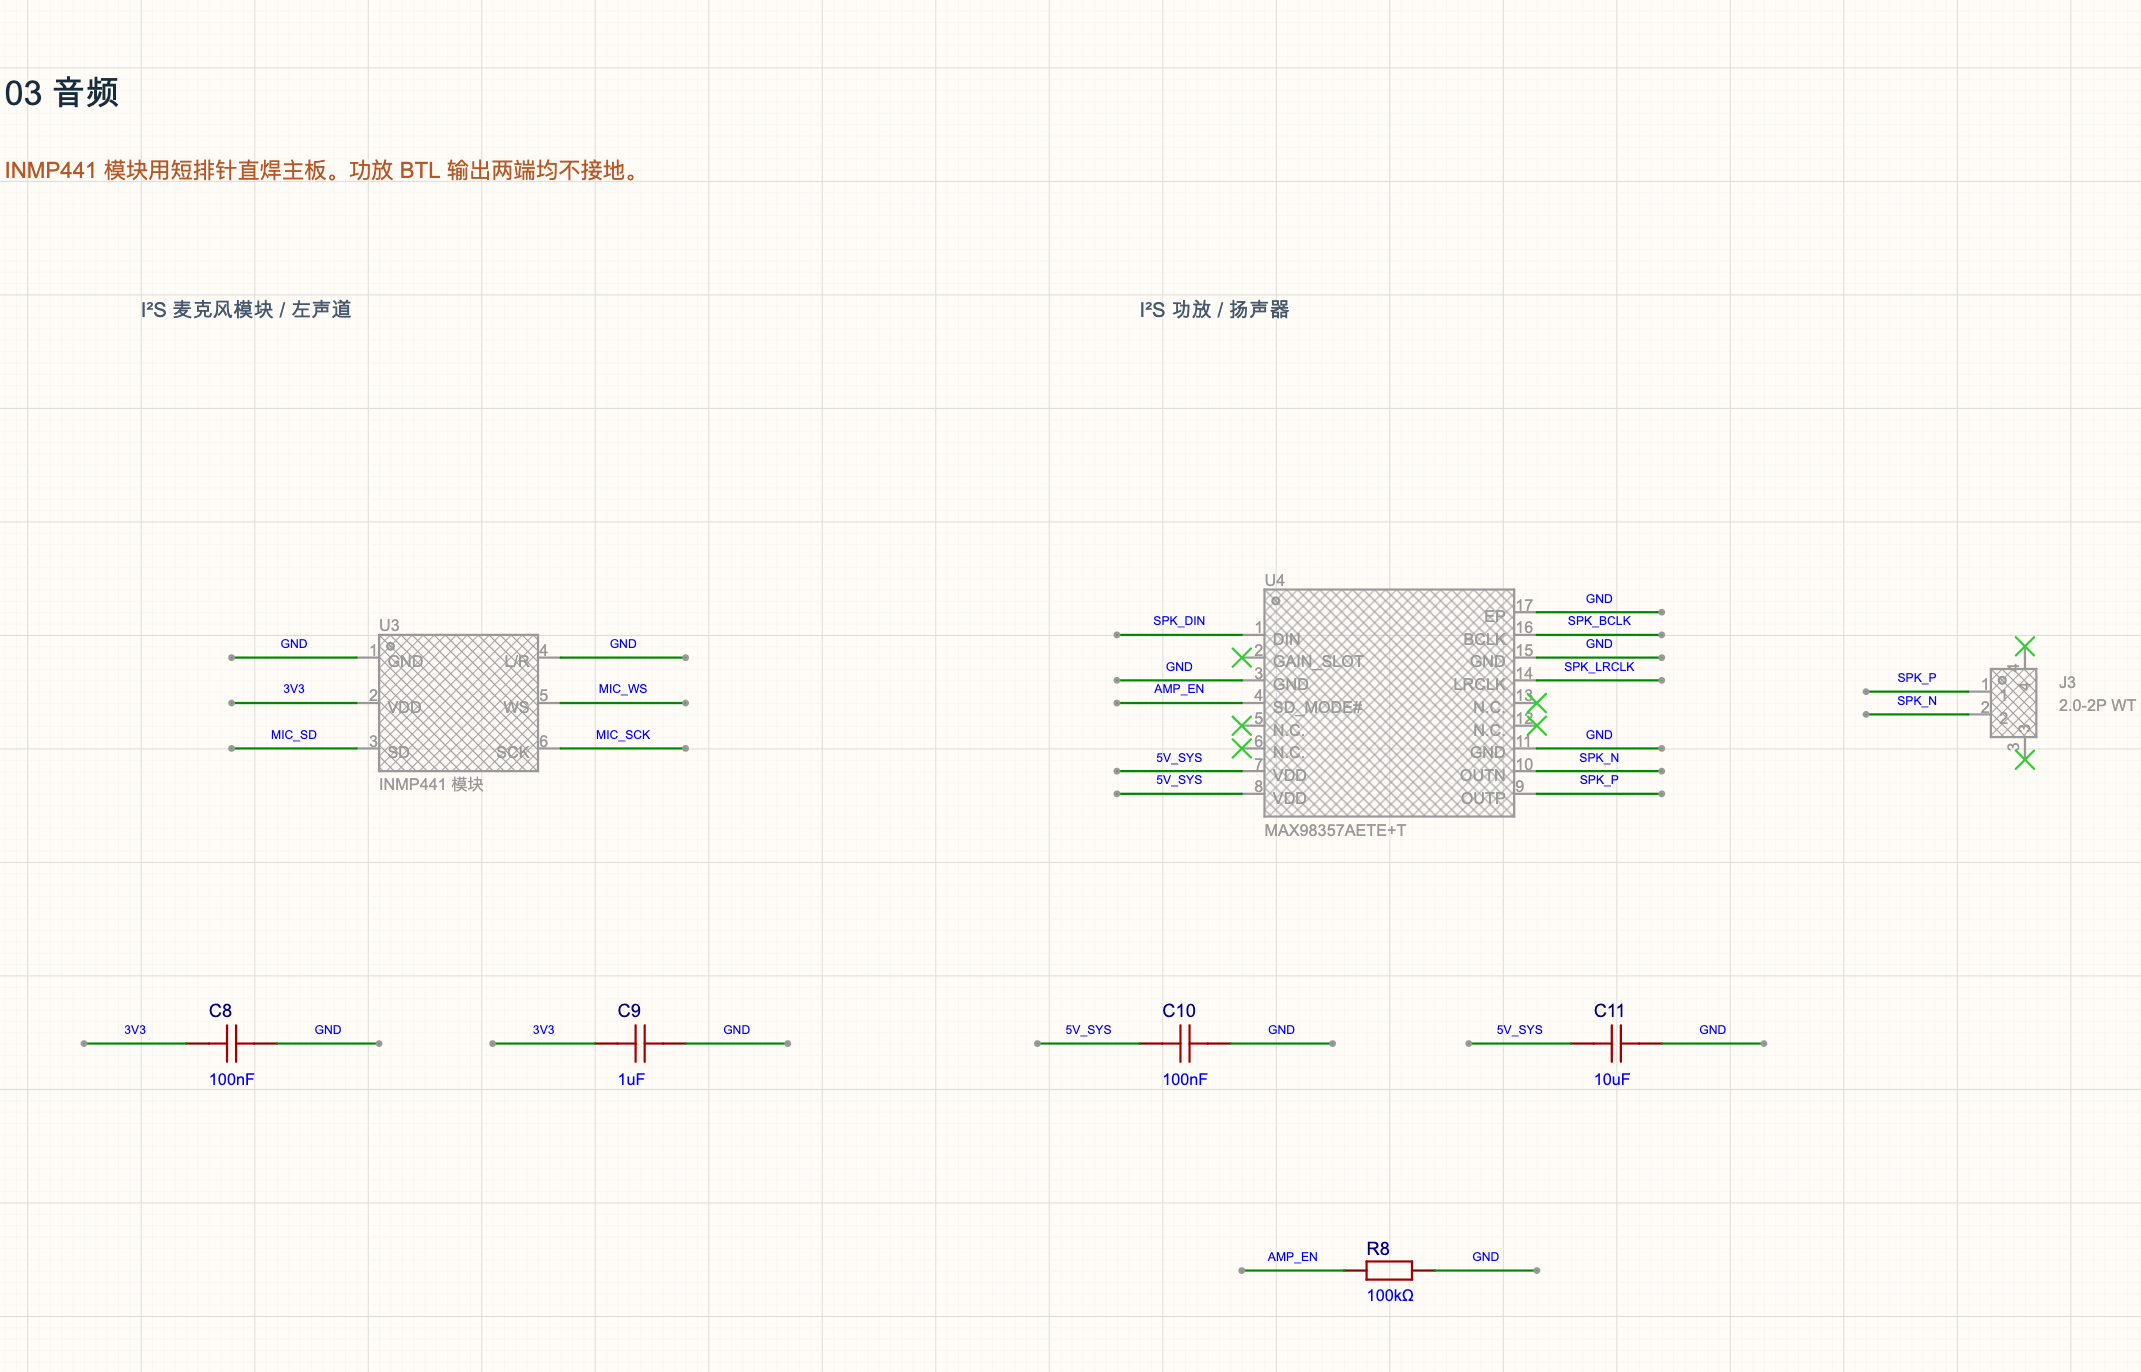 03 音频
INMP441 模块用短排针直焊主板。功放 BTL 输出两端均不接地。
I²S 麦克风模块 / 左声道
I²S 功放 / 扬声器
U3
GND 1 GND L/R 4 GND
3V3 2 VDD WS 5 MIC_WS
MIC_SD 3 SD SCK 6 MIC_SCK
INMP441 模块
U4
EP 17 GND
SPK_DIN 1 DIN BCLK 16 SPK_BCLK
2 GAIN_SLOT GND 15 GND
GND 3 GND LRCLK 14 SPK_LRCLK
AMP_EN 4 SD_MODE# N.C. 13
5 N.C. N.C. 12
6 N.C. GND 11 GND
5V_SYS 7 VDD OUTN 10 SPK_N
5V_SYS 8 VDD OUTP 9 SPK_P
MAX98357AETE+T
4 4
SPK_P 1 1 J3
SPK_N 2 2 2.0-2P WT
3 3
C8
3V3 GND
100nF
C9
3V3 GND
1uF
C10
5V_SYS GND
100nF
C11
5V_SYS GND
10uF
R8
AMP_EN GND
100kΩ